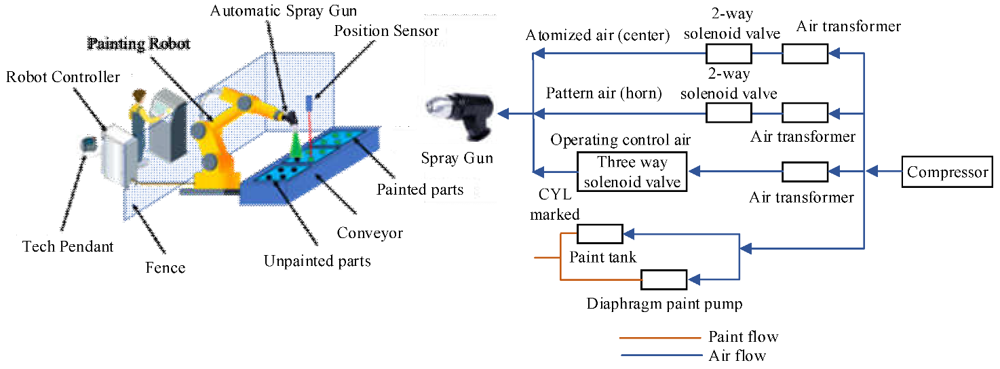 Automatic Spray Gun
Position Sensor
Painting Robot
Robot Controller
Painted parts
Conveyor
Unpainted parts
Tech Pendant
Fence
Spray Gun
2-way
solenoid valve
Air transformer
Atomized air (center)
2-way
solenoid valve
Pattern air (horn)
Air transformer
Operating control air
Three way
solenoid valve
Compressor
Air transformer
CYL
marked
Paint tank
Diaphragm paint pump
Paint flow
Air flow